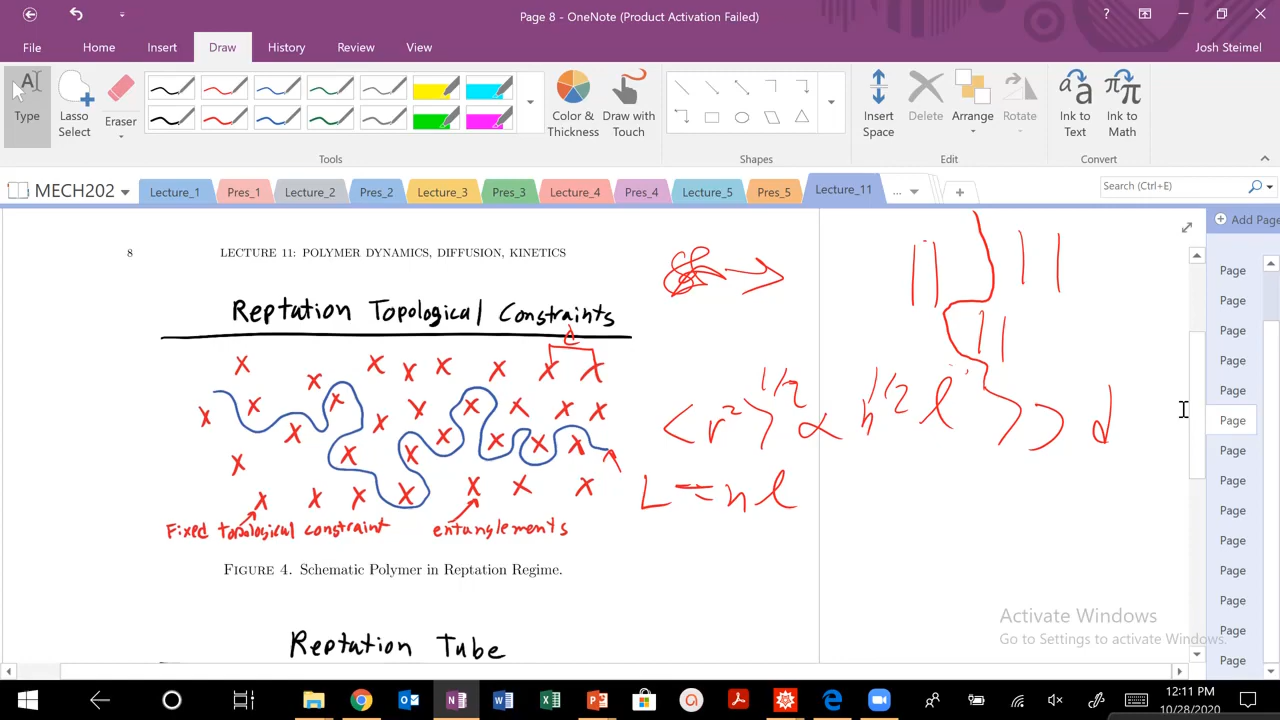 Page 8 - OneNote (Product Activation Failed)
?
File Home Insert Draw History Review View Josh Steimel
Type
Lasso Select
Eraser
Color & Thickness
Draw with Touch
Insert Space
Delete
Arrange
Rotate
Ink to Text
Ink to Math
Tools Shapes Edit Convert
MECH202 Lecture_1 Pres_1 Lecture_2 Pres_2 Lecture_3 Pres_3 Lecture_4 Pres_4 Lecture_5 Pres_5 Lecture_11 ... Search (Ctrl+E)
Add Page
8 LECTURE 11: POLYMER DYNAMICS, DIFFUSION, KINETICS
Reptation Topological Constraints
d
<r²>^1/2 ∝ n^1/2 l >> d
L = nl
Fixed topological constraint
entanglements
FIGURE 4. Schematic Polymer in Reptation Regime.
Reptation Tube
Page
Page
Page
Page
Page
Page
Page
Page
Page
Page
Page
Page
Page
Page
Activate Windows
Go to Settings to activate Windows.
12:11 PM
10/28/2020